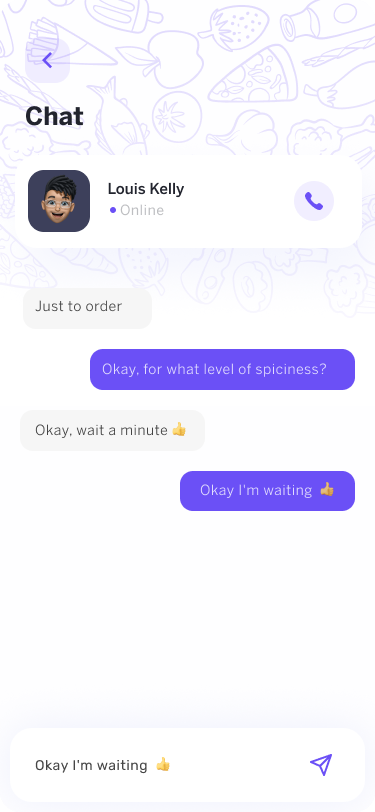 Chat
Louis Kelly
Online
Just to order
Okay, for what level of spiciness?
Okay, wait a minute 👍
Okay I'm waiting 👍
Okay I'm waiting 👍